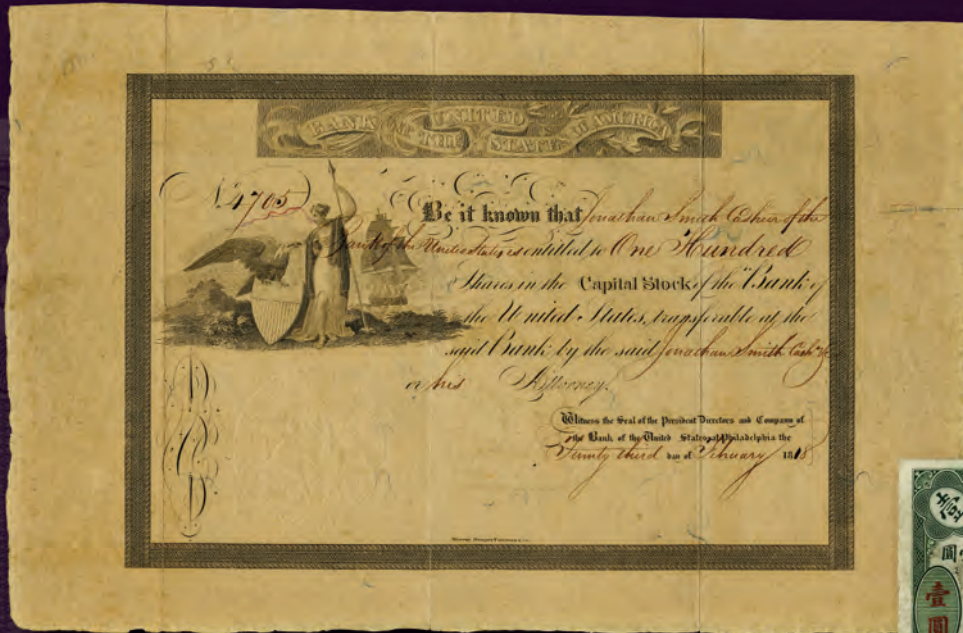 BANK OF THE UNITED STATES OF AMERICA
No 4705
Be it known that Jonathan Smith Cashier of the
Bank of the United States is entitled to One Hundred
Shares in the Capital Stock of the Bank of
the United States, transferable at the
said Bank by the said Jonathan Smith Cash
or his Attorney.
Witness the Seal of the President Directors and Company of
the Bank of the United States at Philadelphia the
Twenty third day of February 1818
壹
圓